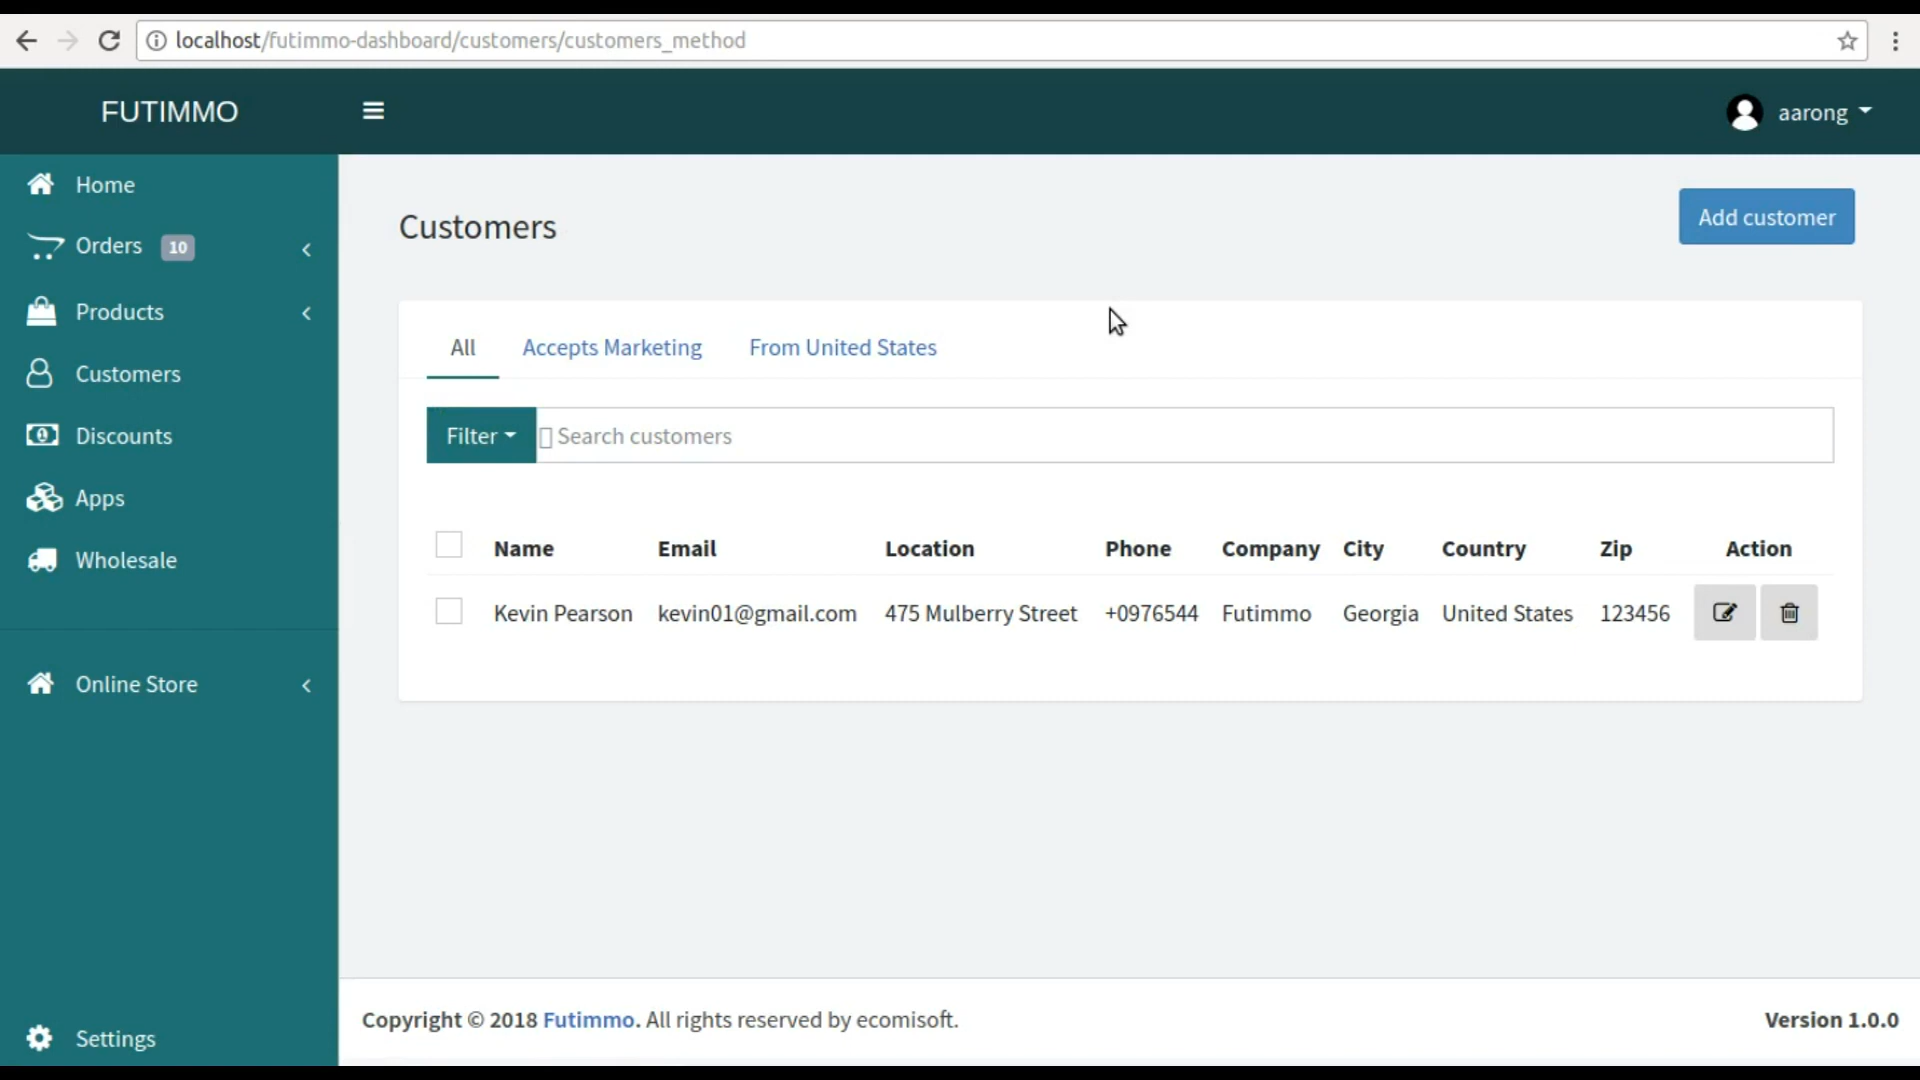 localhost/futimmo-dashboard/customers/customers_method
FUTIMMO
aarong
Home
Orders 10
Products
Customers
Discounts
Apps
Wholesale
Online Store
Settings
Customers
Add customer
All Accepts Marketing From United States
Filter Search customers
Name Email Location Phone Company City Country Zip Action
Kevin Pearson kevin01@gmail.com 475 Mulberry Street +0976544 Futimmo Georgia United States 123456
Copyright © 2018 Futimmo. All rights reserved by ecomisoft.
Version 1.0.0